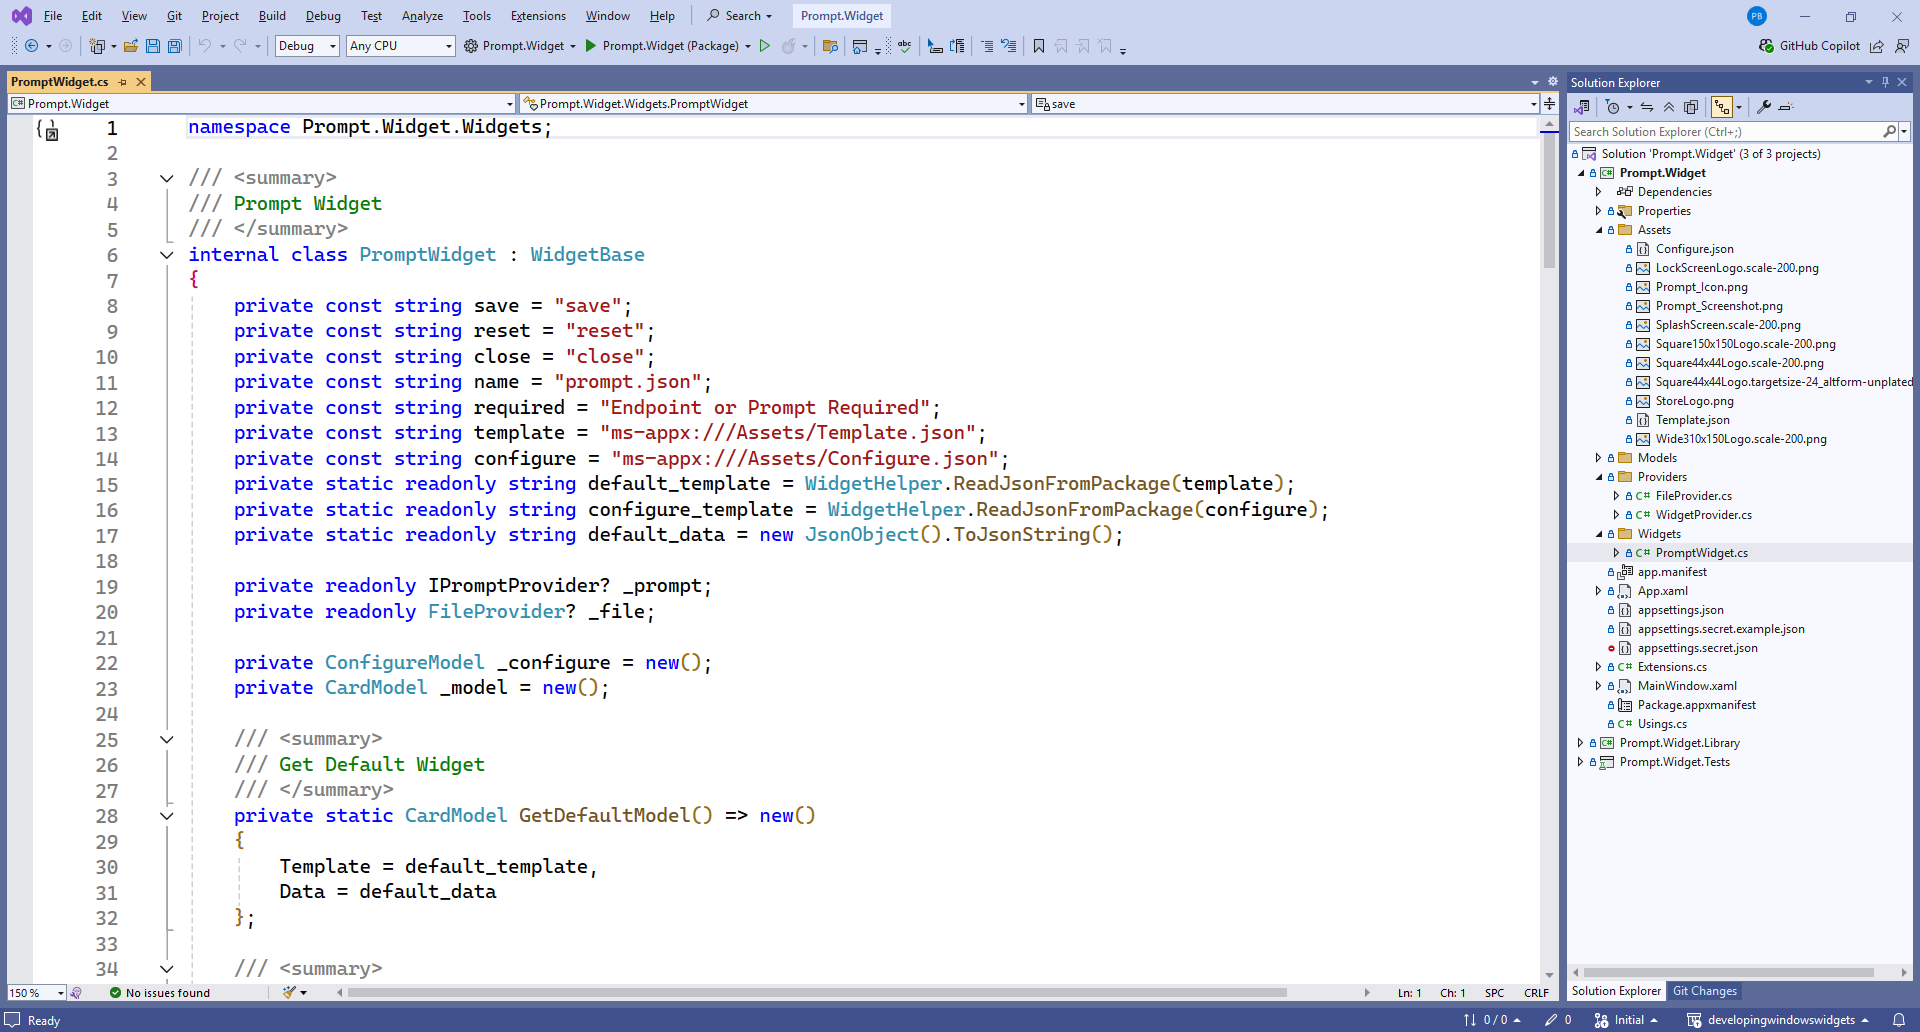 File Edit View Git Project Build Debug Test Analyze Tools Extensions Window Help Search Prompt.Widget PB
Debug Any CPU Prompt.Widget Prompt.Widget (Package) abc GitHub Copilot
PromptWidget.cs
Prompt.Widget Prompt.Widget.Widgets.PromptWidget save
1 namespace Prompt.Widget.Widgets;
2
3 /// <summary>
4 /// Prompt Widget
5 /// </summary>
6 internal class PromptWidget : WidgetBase
7 {
8 private const string save = "save";
9 private const string reset = "reset";
10 private const string close = "close";
11 private const string name = "prompt.json";
12 private const string required = "Endpoint or Prompt Required";
13 private const string template = "ms-appx:///Assets/Template.json";
14 private const string configure = "ms-appx:///Assets/Configure.json";
15 private static readonly string default_template = WidgetHelper.ReadJsonFromPackage(template);
16 private static readonly string configure_template = WidgetHelper.ReadJsonFromPackage(configure);
17 private static readonly string default_data = new JsonObject().ToJsonString();
18
19 private readonly IPromptProvider? _prompt;
20 private readonly FileProvider? _file;
21
22 private ConfigureModel _configure = new();
23 private CardModel _model = new();
24
25 /// <summary>
26 /// Get Default Widget
27 /// </summary>
28 private static CardModel GetDefaultModel() => new()
29 {
30 Template = default_template,
31 Data = default_data
32 };
33
34 /// <summary>
150 % No issues found Ln: 1 Ch: 1 SPC CRLF
Solution Explorer
Search Solution Explorer (Ctrl+;)
Solution 'Prompt.Widget' (3 of 3 projects)
C# Prompt.Widget
Dependencies
Properties
Assets
Configure.json
LockScreenLogo.scale-200.png
Prompt_Icon.png
Prompt_Screenshot.png
SplashScreen.scale-200.png
Square150x150Logo.scale-200.png
Square44x44Logo.scale-200.png
Square44x44Logo.targetsize-24_altform-unplated
StoreLogo.png
Template.json
Wide310x150Logo.scale-200.png
Models
Providers
C# FileProvider.cs
C# WidgetProvider.cs
Widgets
C# PromptWidget.cs
app.manifest
App.xaml
appsettings.json
appsettings.secret.example.json
appsettings.secret.json
C# Extensions.cs
MainWindow.xaml
Package.appxmanifest
C# Usings.cs
C# Prompt.Widget.Library
Prompt.Widget.Tests
Solution Explorer Git Changes
Ready 0 / 0 0 Initial developingwindowswidgets